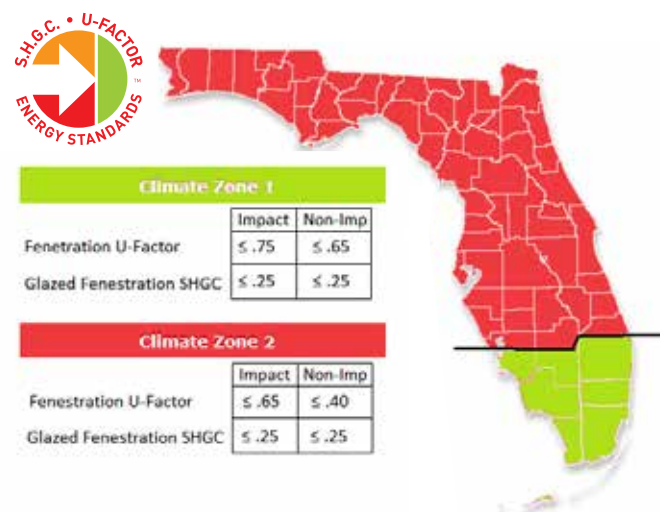 S.H.G.C. • U-FACTOR
ENERGY STANDARDS
™
Climate Zone 1
Impact Non-Imp
Fenetration U-Factor ≤ .75 ≤ .65
Glazed Fenestration SHGC ≤ .25 ≤ .25
Climate Zone 2
Impact Non-Imp
Fenestration U-Factor ≤ .65 ≤ .40
Glazed Fenestration SHGC ≤ .25 ≤ .25